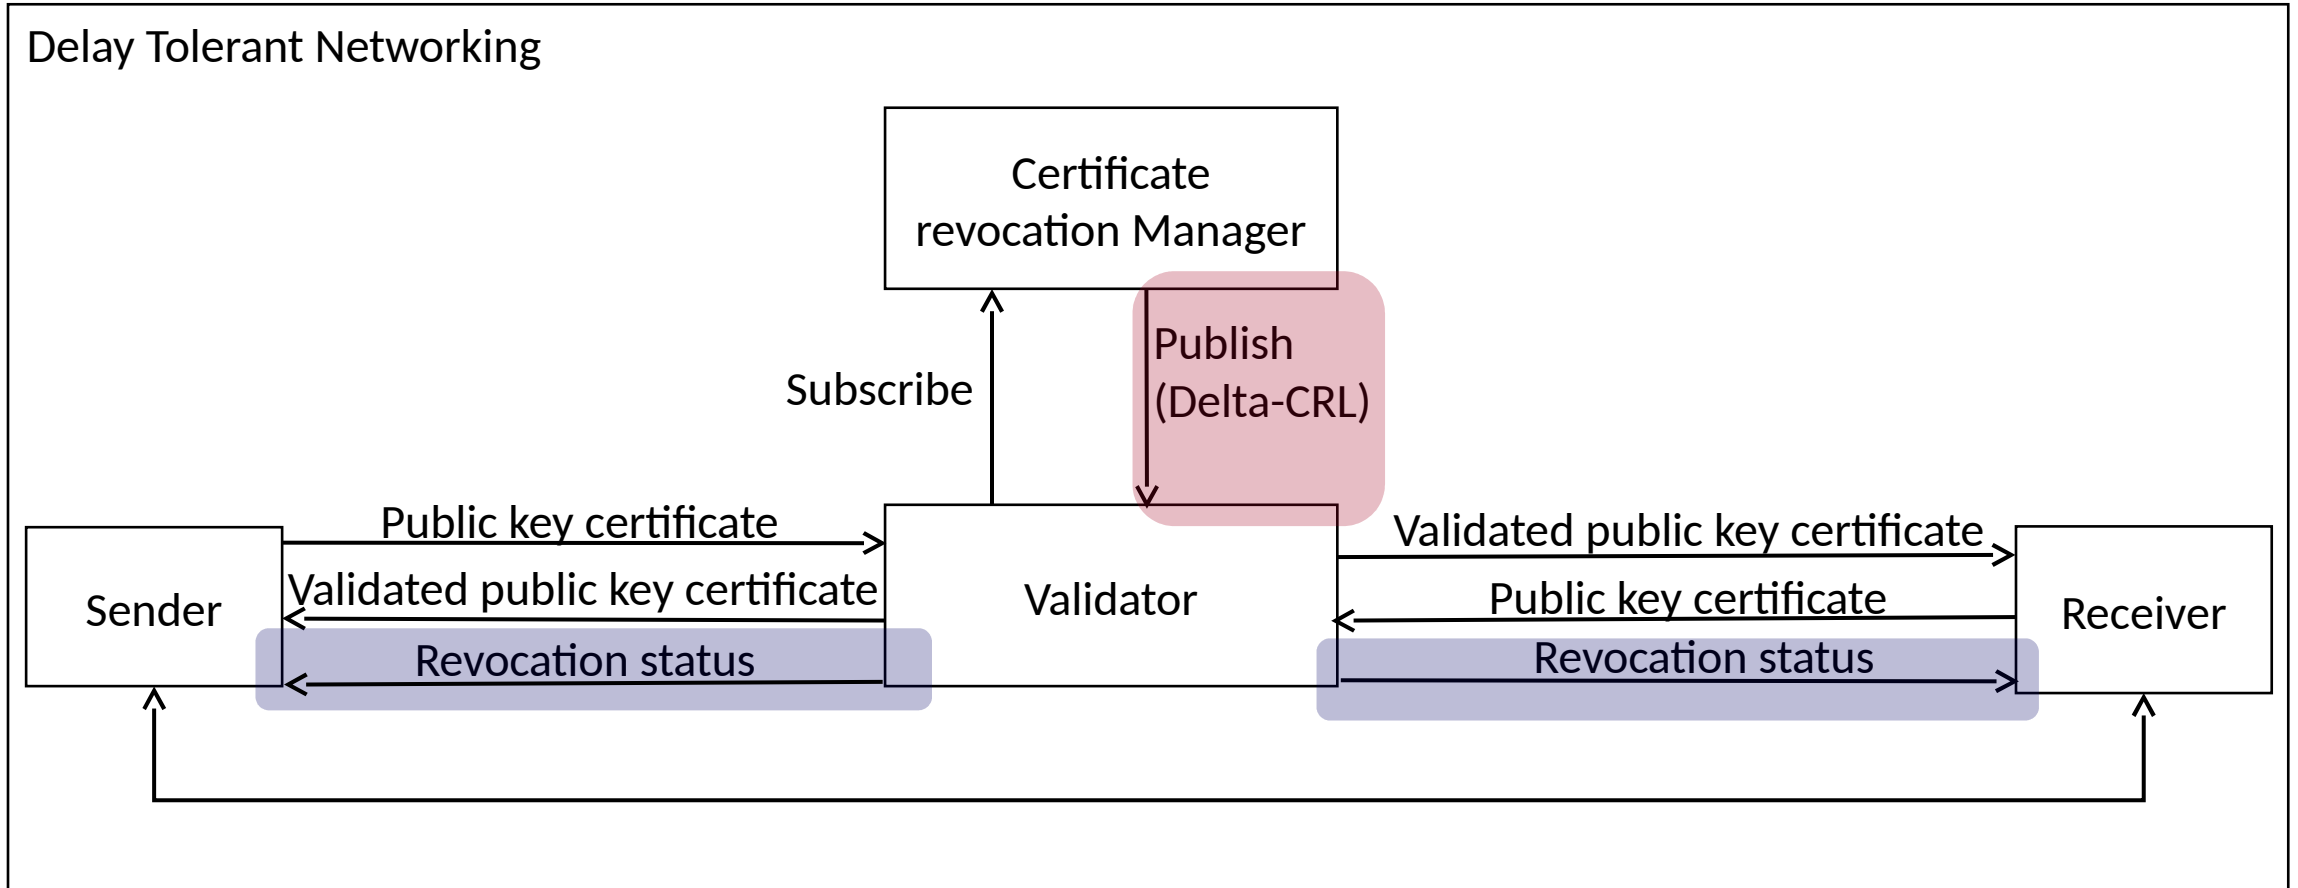 Delay Tolerant Networking
Certificate
revocation Manager
Subscribe
Publish
(Delta-CRL)
Public key certificate
Validated public key certificate
Revocation status
Sender
Validator
Validated public key certificate
Public key certificate
Revocation status
Receiver